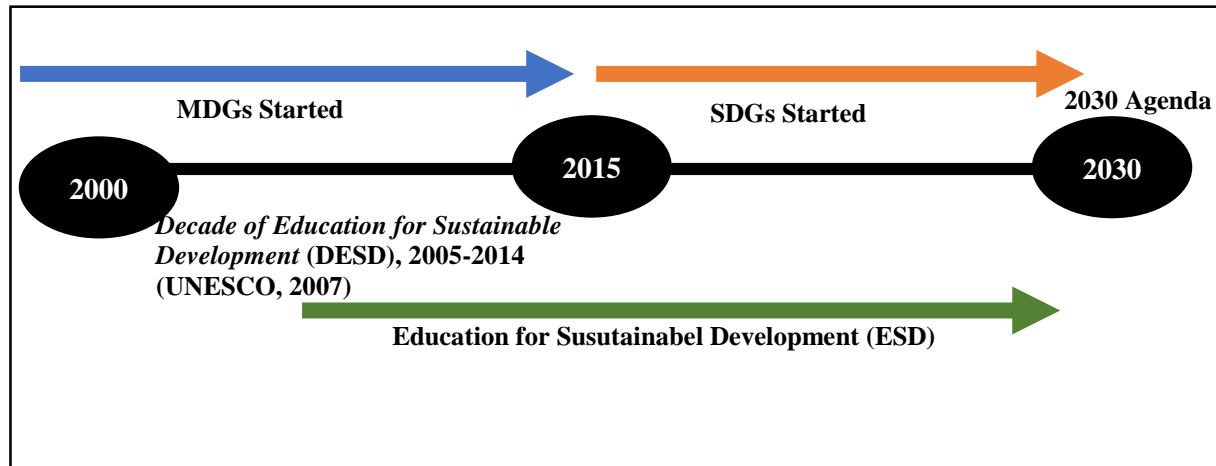 MDGs Started
SDGs Started
2030 Agenda
2000
2015
2030
Decade of Education for Sustainable
Development (DESD), 2005-2014
(UNESCO, 2007)
Education for Susutainabel Development (ESD)